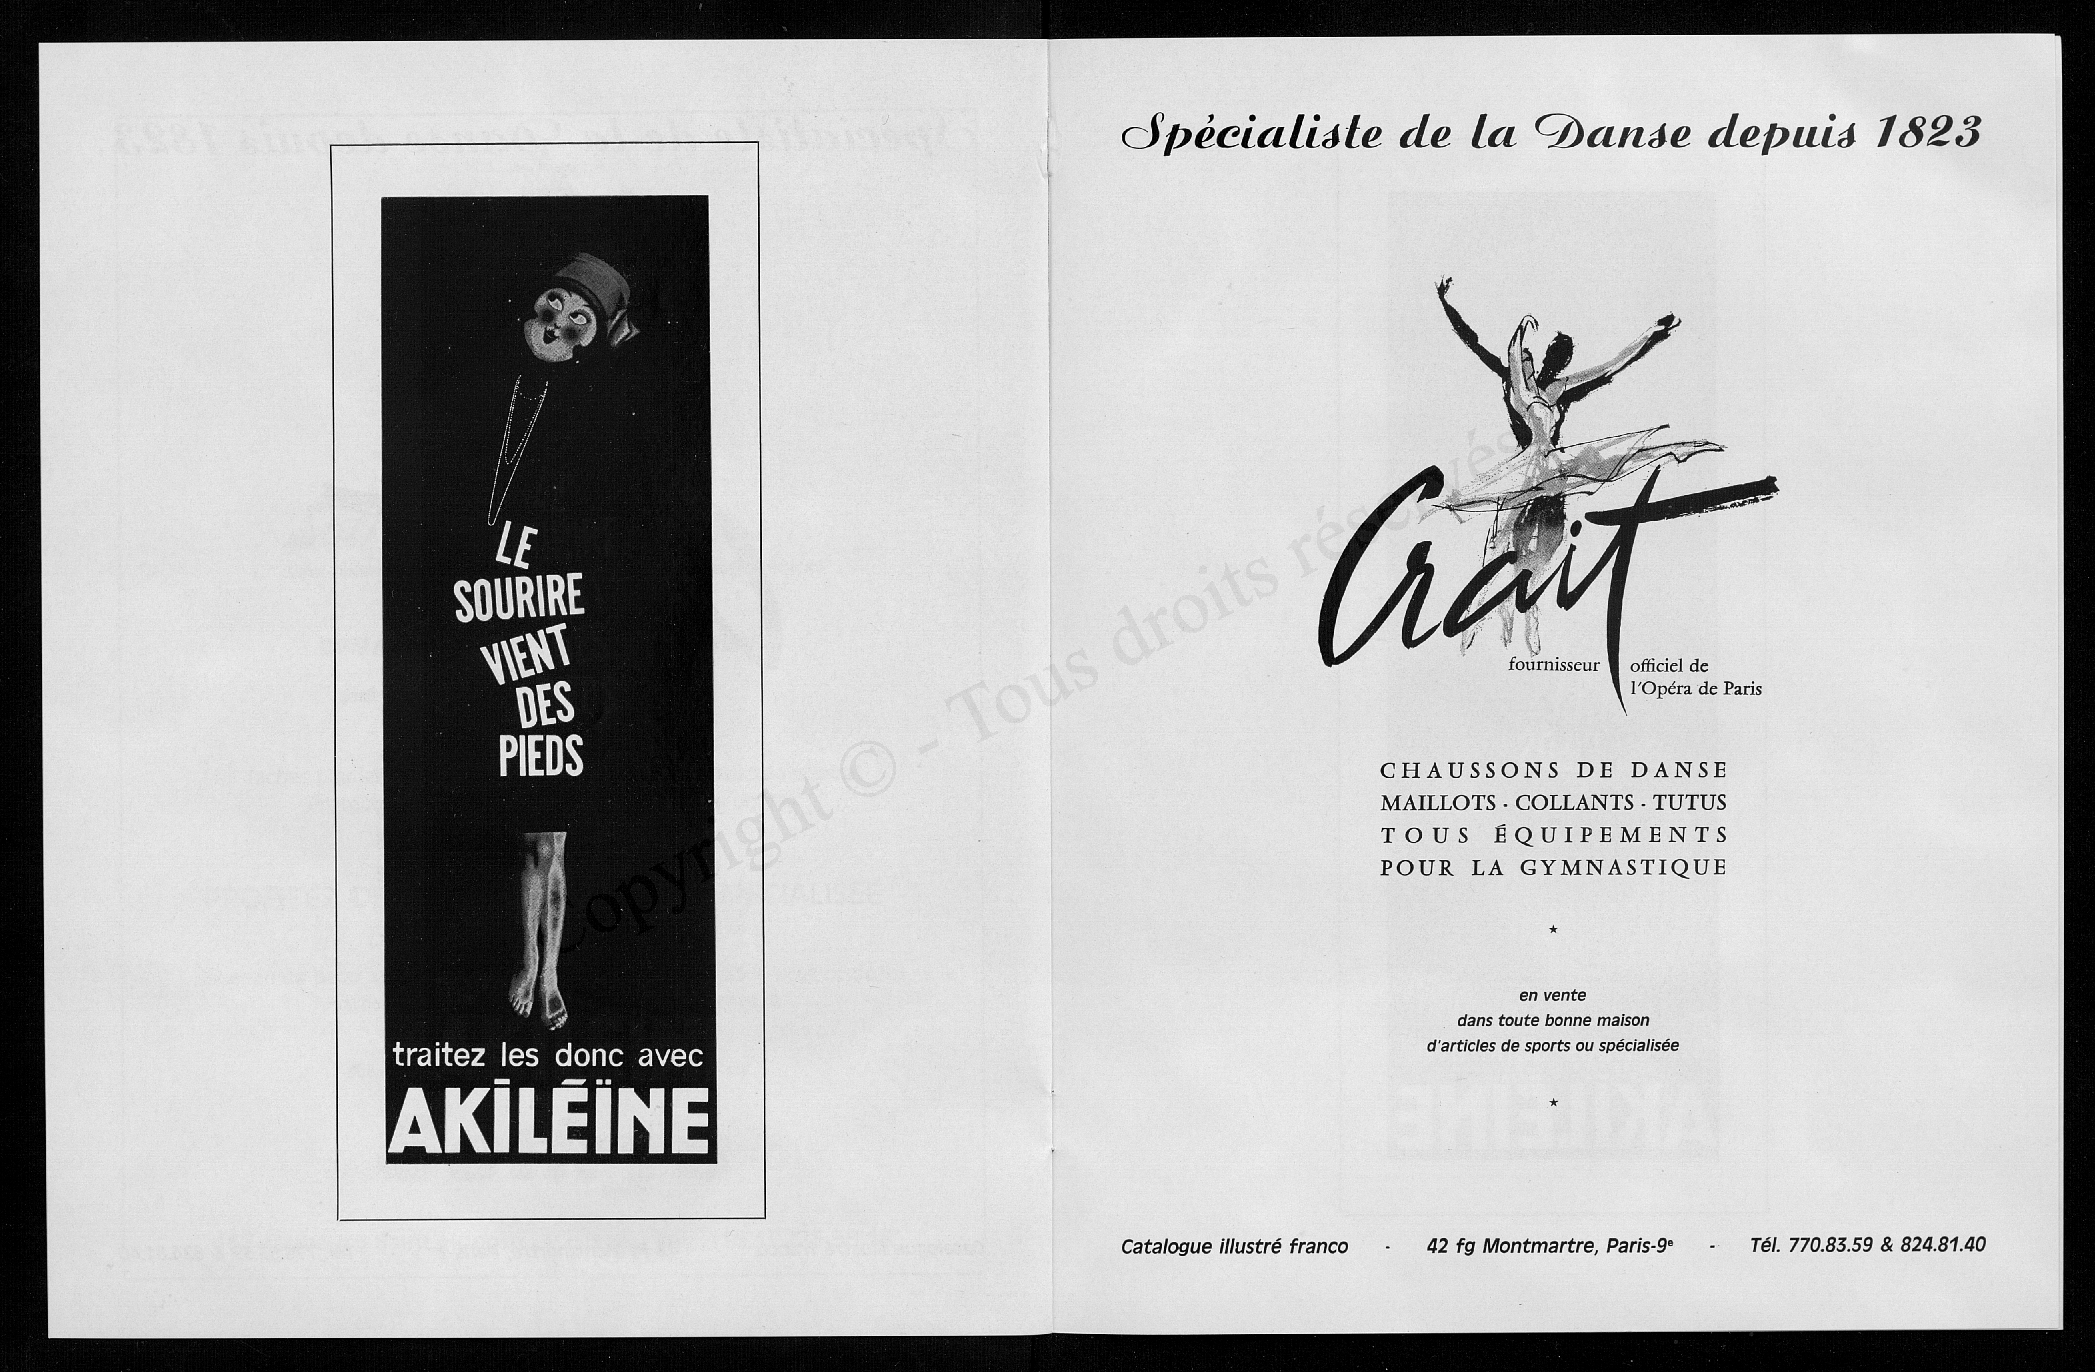 LE
SOURIRE
VIENT
DES
PIEDS
traitez les donc avec
AKILÉÏNE
Spécialiste de la Danse depuis 1823
Crait
fournisseur officiel de
l'Opéra de Paris
CHAUSSONS DE DANSE
MAILLOTS - COLLANTS - TUTUS
TOUS ÉQUIPEMENTS
POUR LA GYMNASTIQUE
en vente
dans toute bonne maison
d'articles de sports ou spécialisée
Catalogue illustré franco - 42 fg Montmartre, Paris-9e - Tél. 770.83.59 & 824.81.40
Copyright © - Tous droits réservés